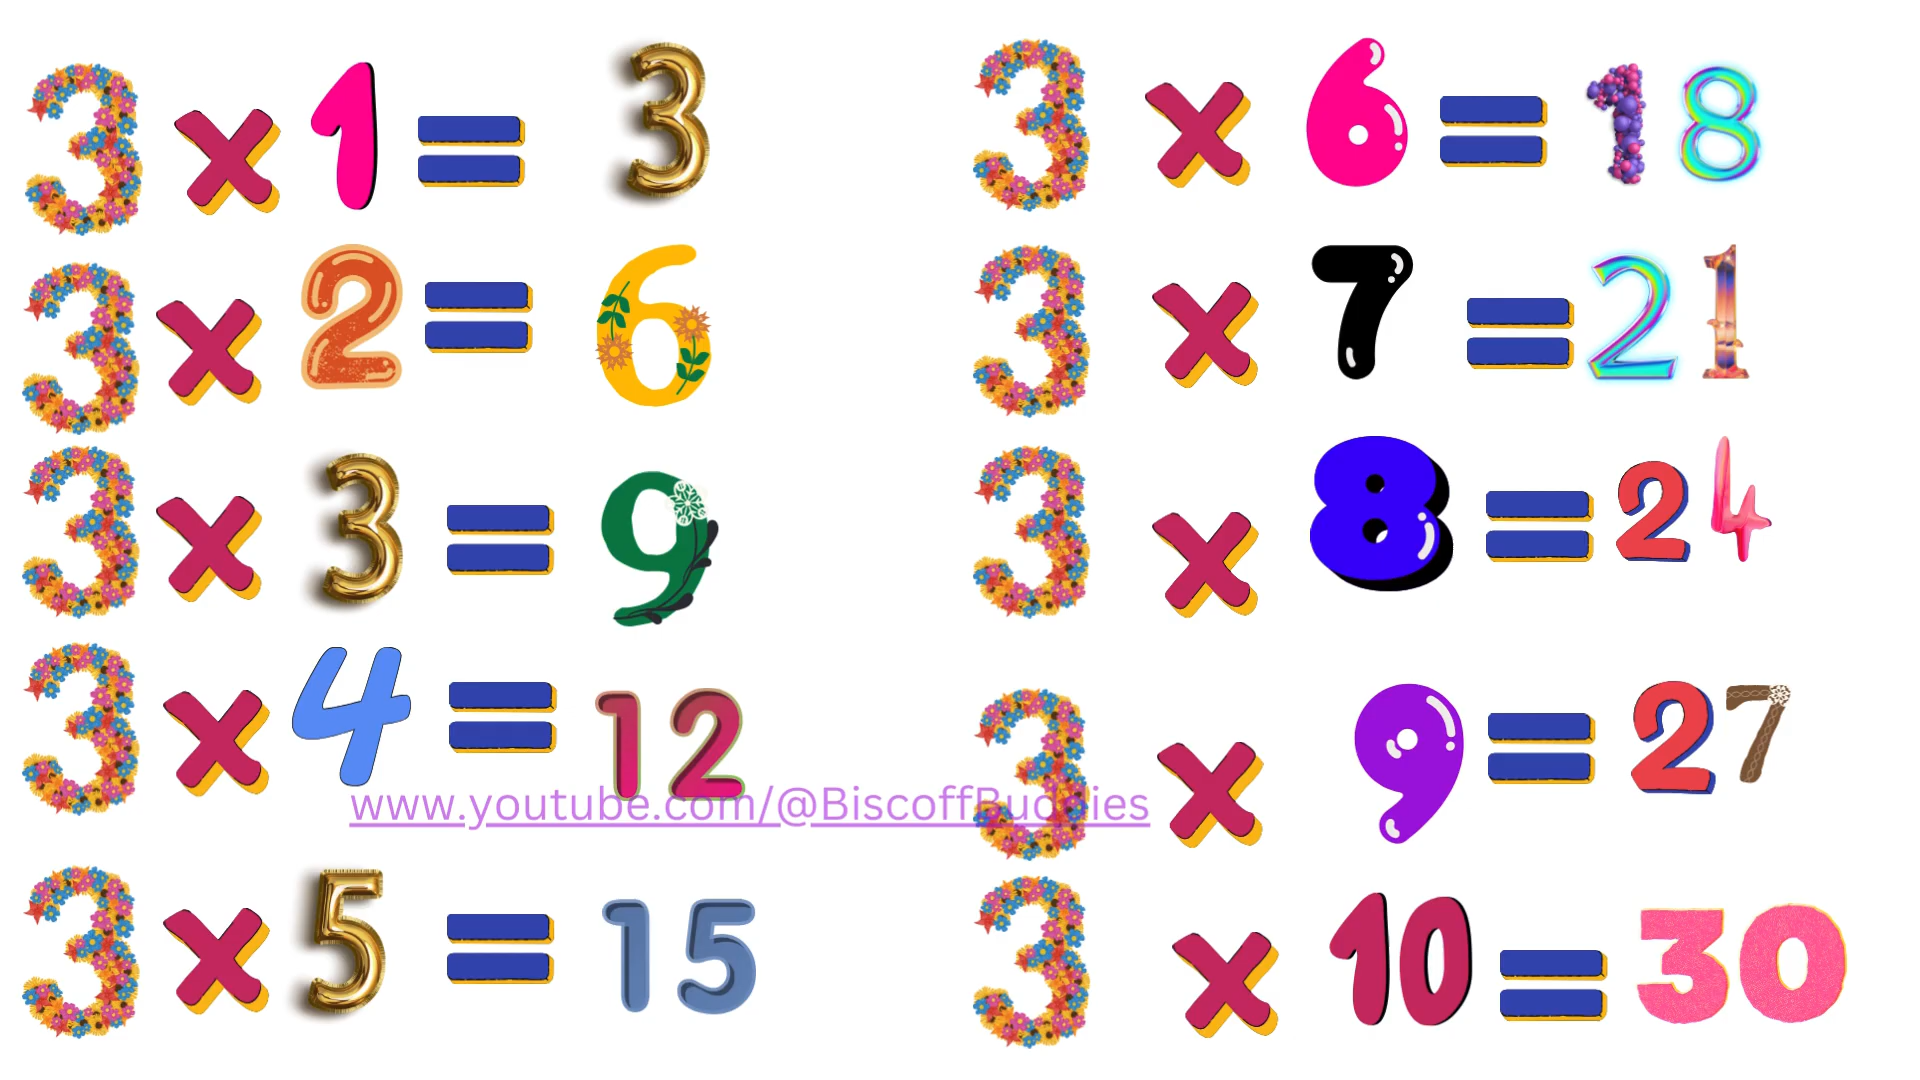 3 × 1 = 3
3 × 2 = 6
3 × 3 = 9
3 × 4 = 12
www.youtube.com/@BiscoffBuddies
3 × 5 = 15
3 × 6 = 18
3 × 7 = 21
3 × 8 = 24
3 × 9 = 27
3 × 10 = 30